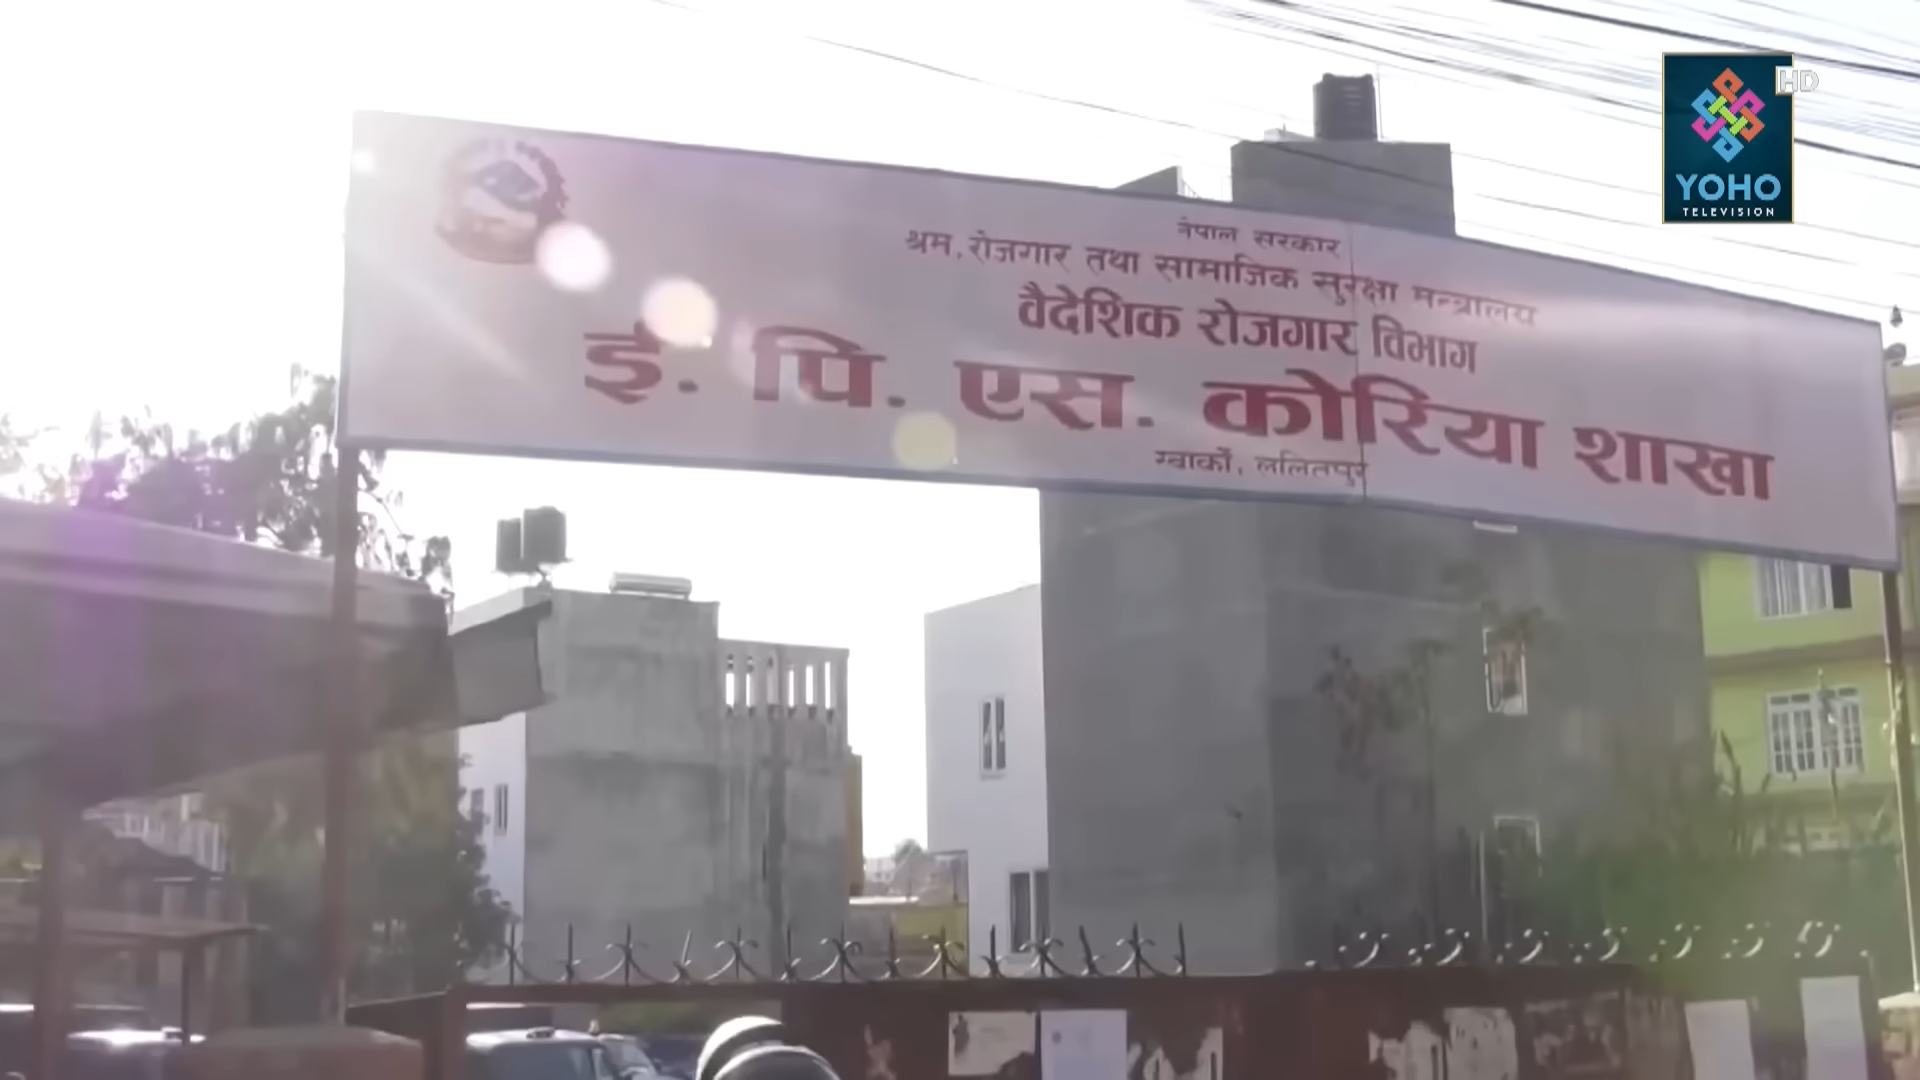 नेपाल सरकार
श्रम, रोजगार तथा सामाजिक सुरक्षा मन्त्रालय
वैदेशिक रोजगार विभाग
ई. पि. एस. कोरिया शाखा
ग्वार्को, ललितपुर
HD
YOHO
TELEVISION